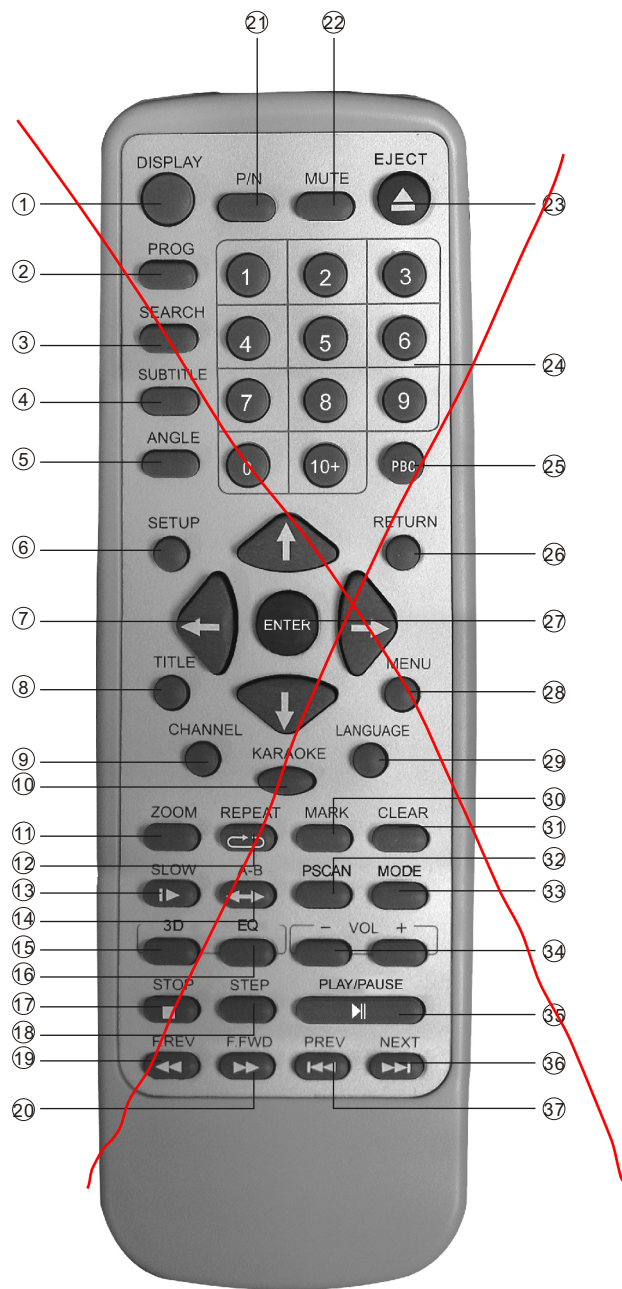 21 22
DISPLAY P/N MUTE EJECT
1 23
PROG
2 1 2 3
SEARCH
3 4 5 6
24
SUBTITLE
4 7 8 9
ANGLE
5 0 10+ PBC 25
SETUP RETURN
6 26
7 ENTER 27
TITLE MENU
8 28
CHANNEL LANGUAGE
9 29
KARAOKE
10
ZOOM REPEAT MARK CLEAR
30
11 31
12 32
SLOW A-B PSCAN MODE
13 33
14
3D EQ − VOL +
15 34
16
STOP STEP PLAY/PAUSE
17 35
18
F.REV F.FWD PREV NEXT
19 36
20 37